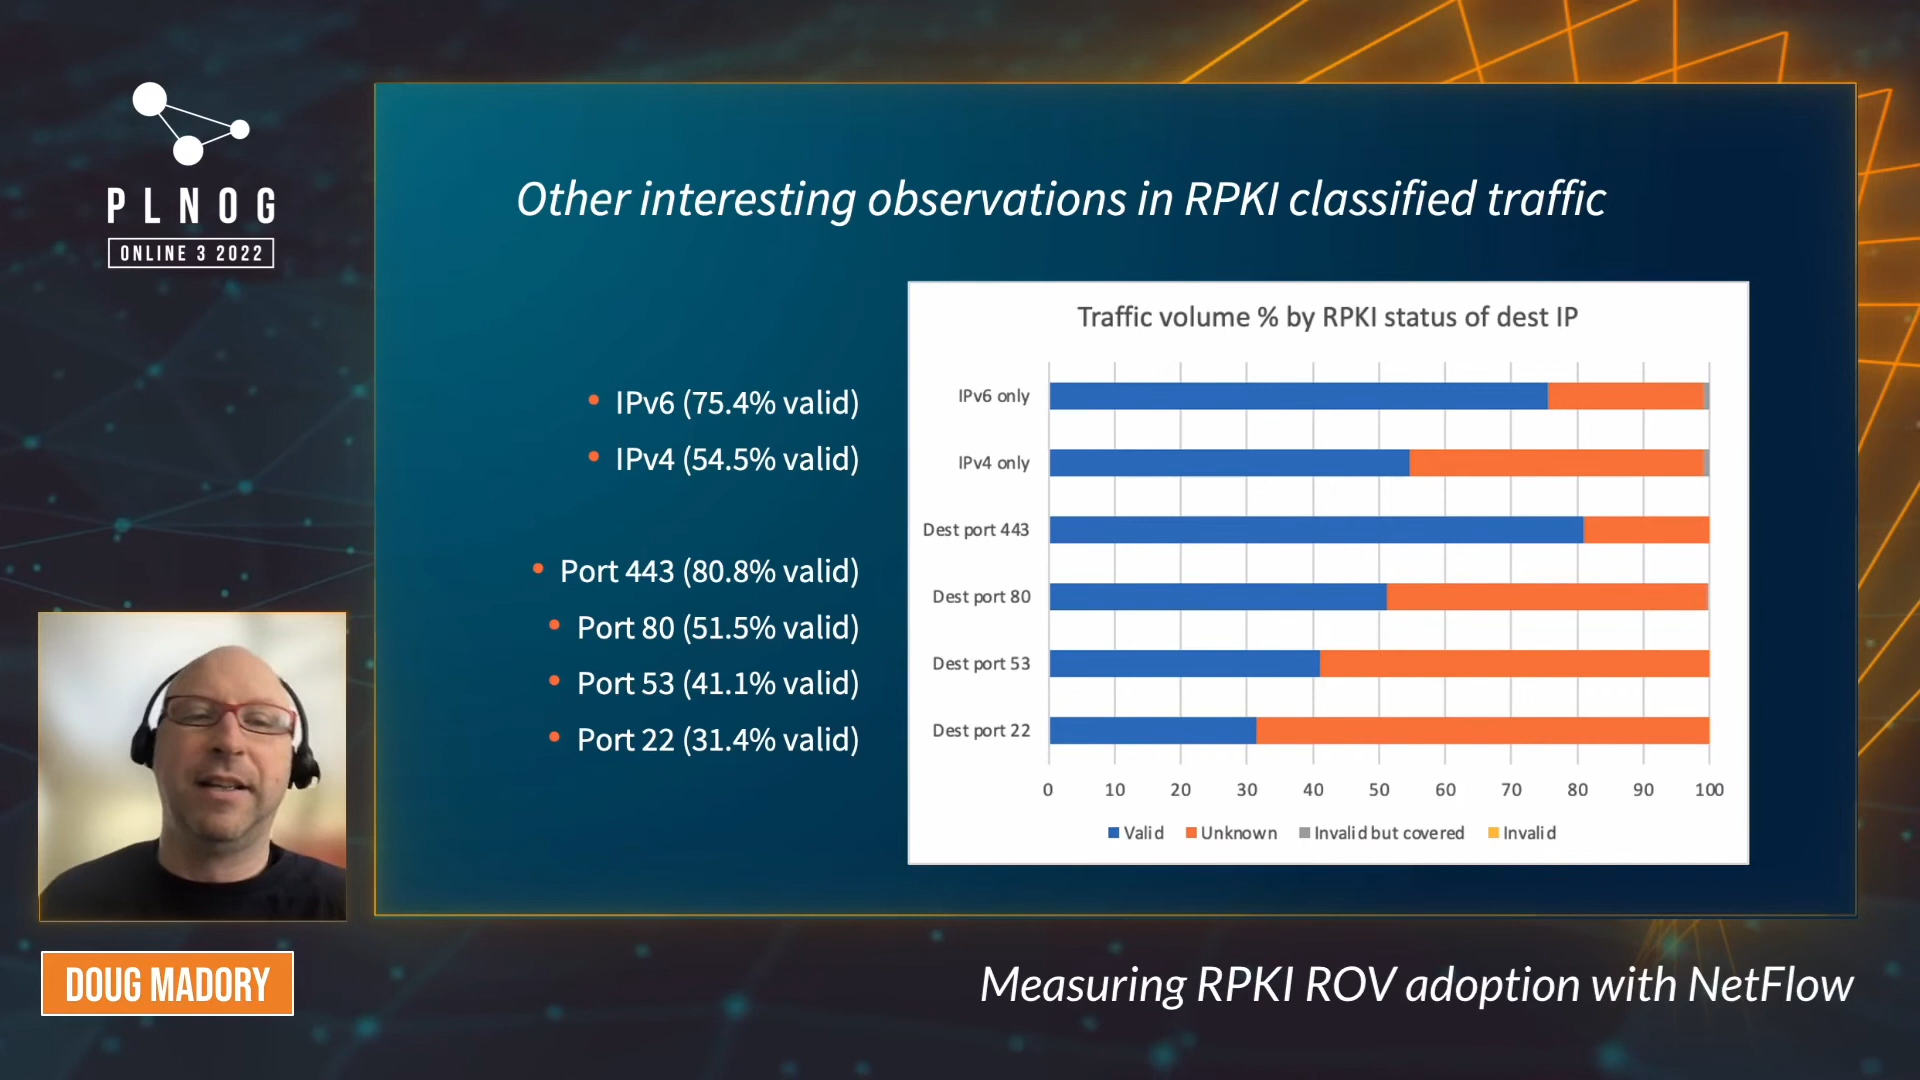 PLNOG
ONLINE 3 2022
Other interesting observations in RPKI classified traffic
• IPv6 (75.4% valid)
• IPv4 (54.5% valid)
• Port 443 (80.8% valid)
• Port 80 (51.5% valid)
• Port 53 (41.1% valid)
• Port 22 (31.4% valid)
Traffic volume % by RPKI status of dest IP
IPv6 only
IPv4 only
Dest port 443
Dest port 80
Dest port 53
Dest port 22
0 10 20 30 40 50 60 70 80 90 100
Valid Unknown Invalid but covered Invalid
DOUG MADORY
Measuring RPKI ROV adoption with NetFlow